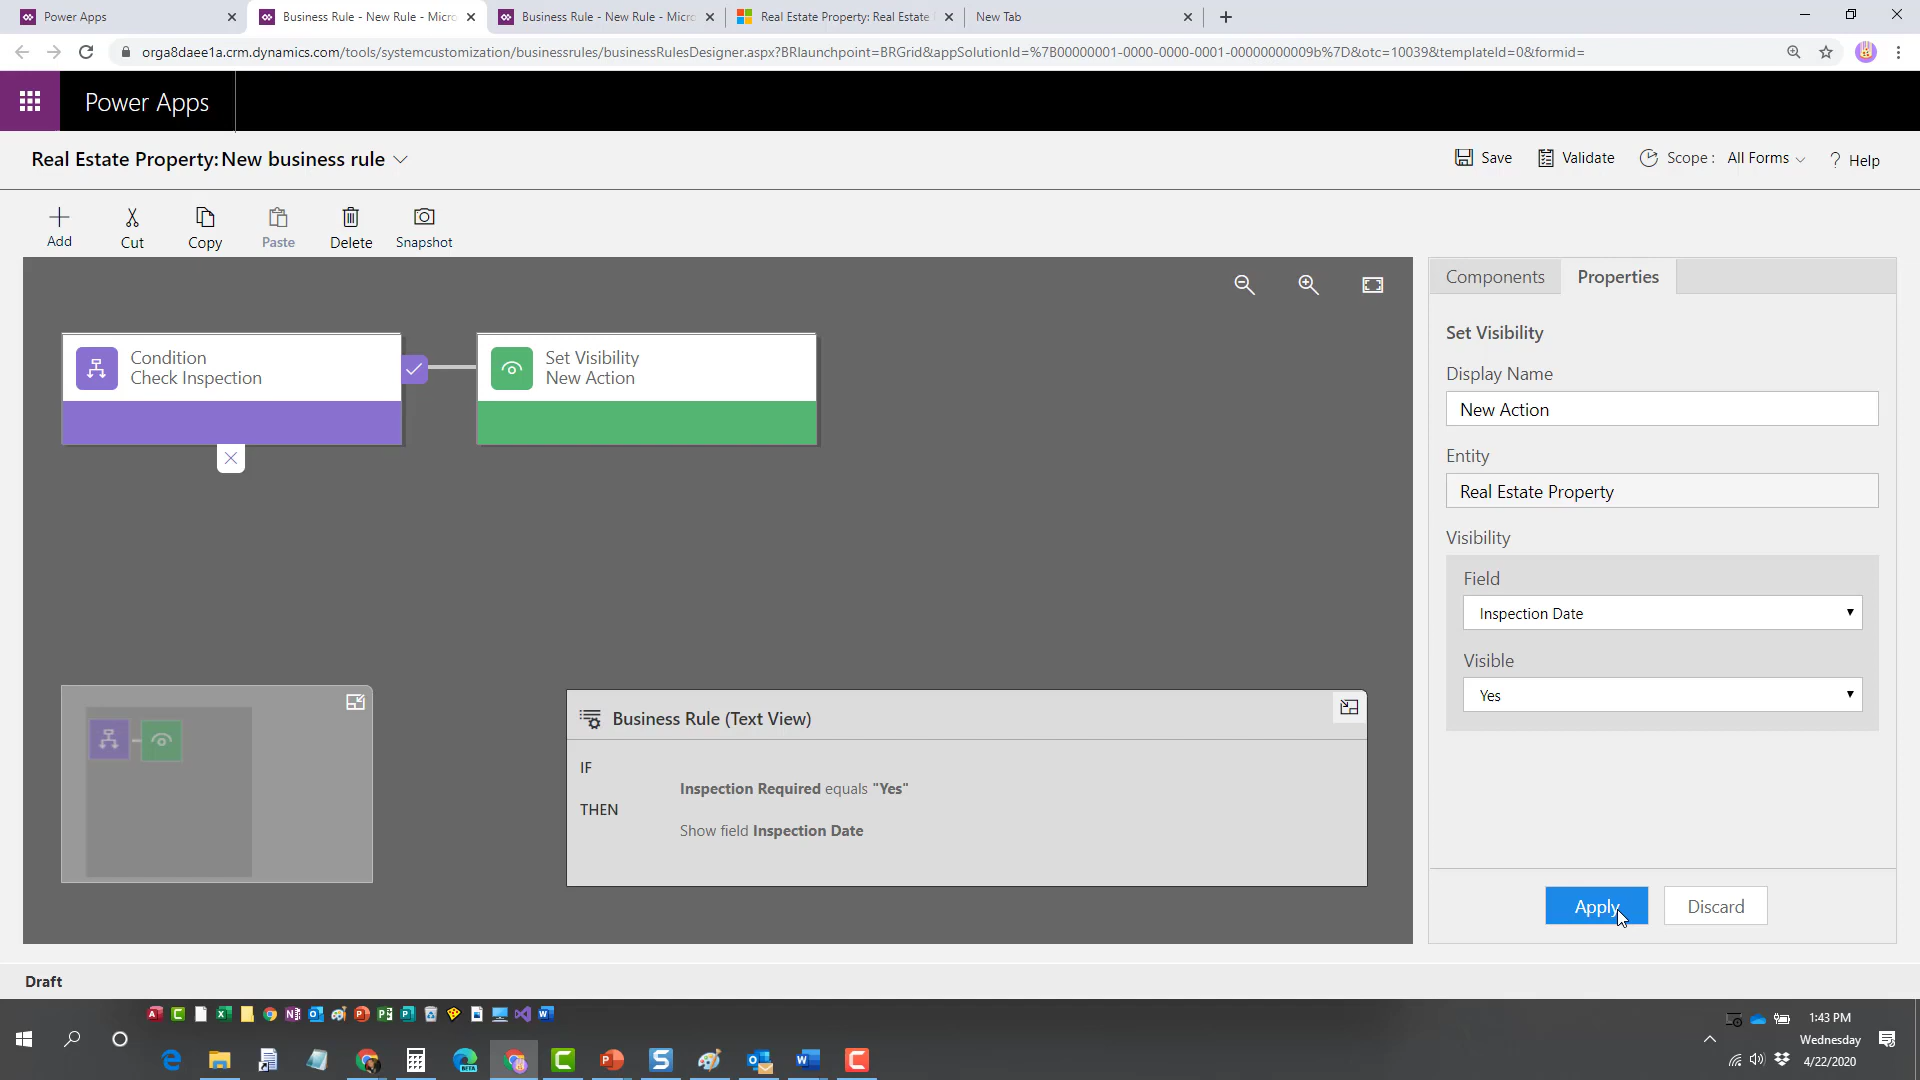 Power Apps
Business Rule - New Rule - Micro
Business Rule - New Rule - Micro
Real Estate Property: Real Estate
New Tab
orga8daee1a.crm.dynamics.com/tools/systemcustomization/businessrules/businessRulesDesigner.aspx?BRlaunchpoint=BRGrid&appSolutionId=%7B00000001-0000-0000-0001-00000000009b%7D&otc=10039&templateId=0&formid=
Power Apps
Real Estate Property: New business rule
Save
Validate
Scope :
All Forms
? Help
Add
Cut
Copy
Paste
Delete
Snapshot
Components
Properties
Condition
Check Inspection
Set Visibility
New Action
Set Visibility
Display Name
New Action
Entity
Real Estate Property
Visibility
Field
Inspection Date
Visible
Yes
Business Rule (Text View)
IF
Inspection Required equals "Yes"
THEN
Show field Inspection Date
Apply
Discard
Draft
1:43 PM
Wednesday
4/22/2020